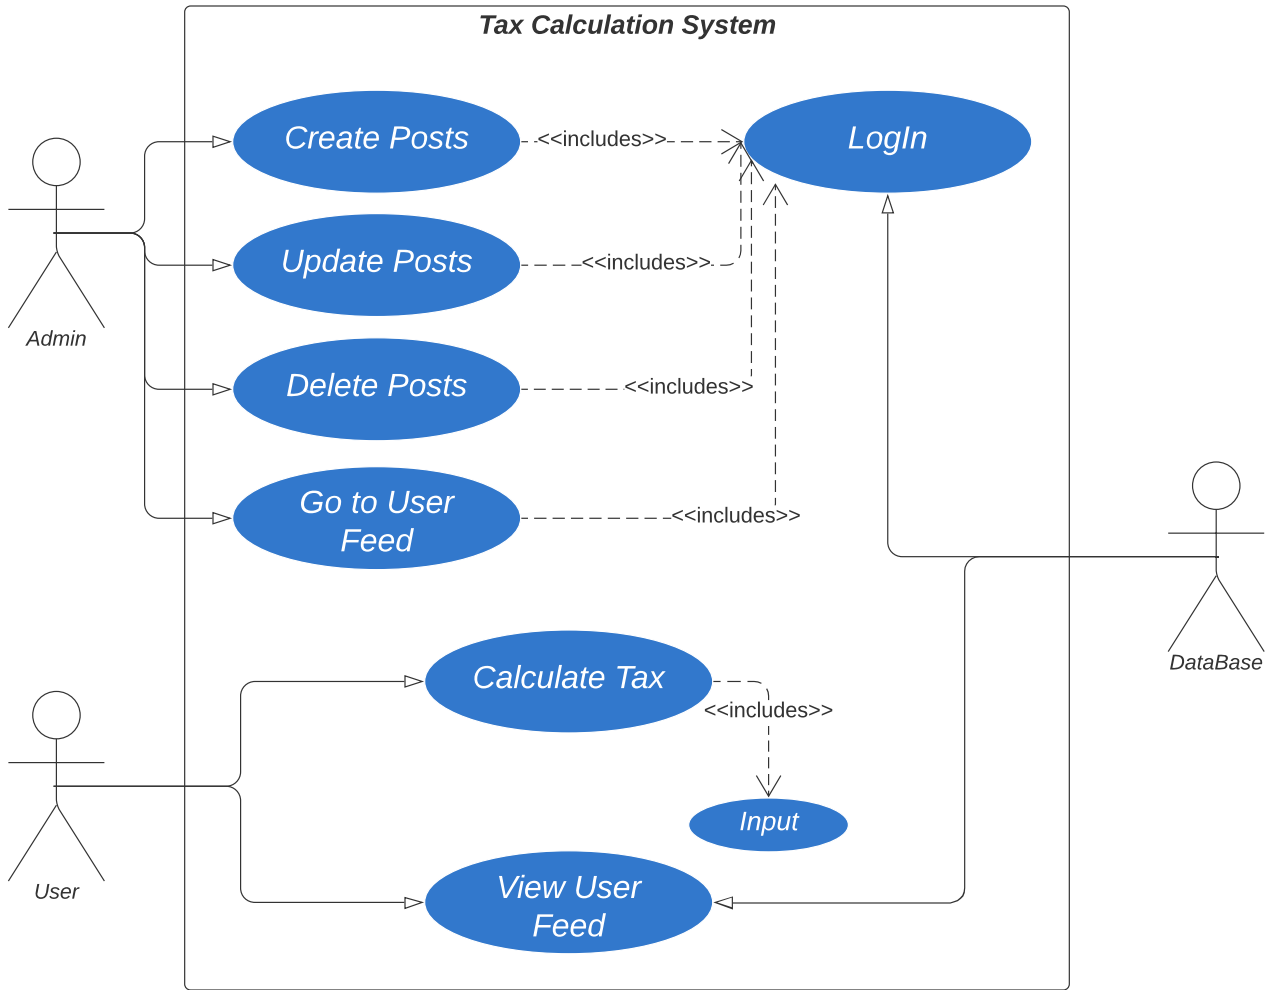 Tax Calculation System
Create Posts
<<includes>>
LogIn
Update Posts
<<includes>>
Admin
Delete Posts
<<includes>>
Go to User
Feed
<<includes>>
DataBase
Calculate Tax
<<includes>>
Input
User
View User
Feed